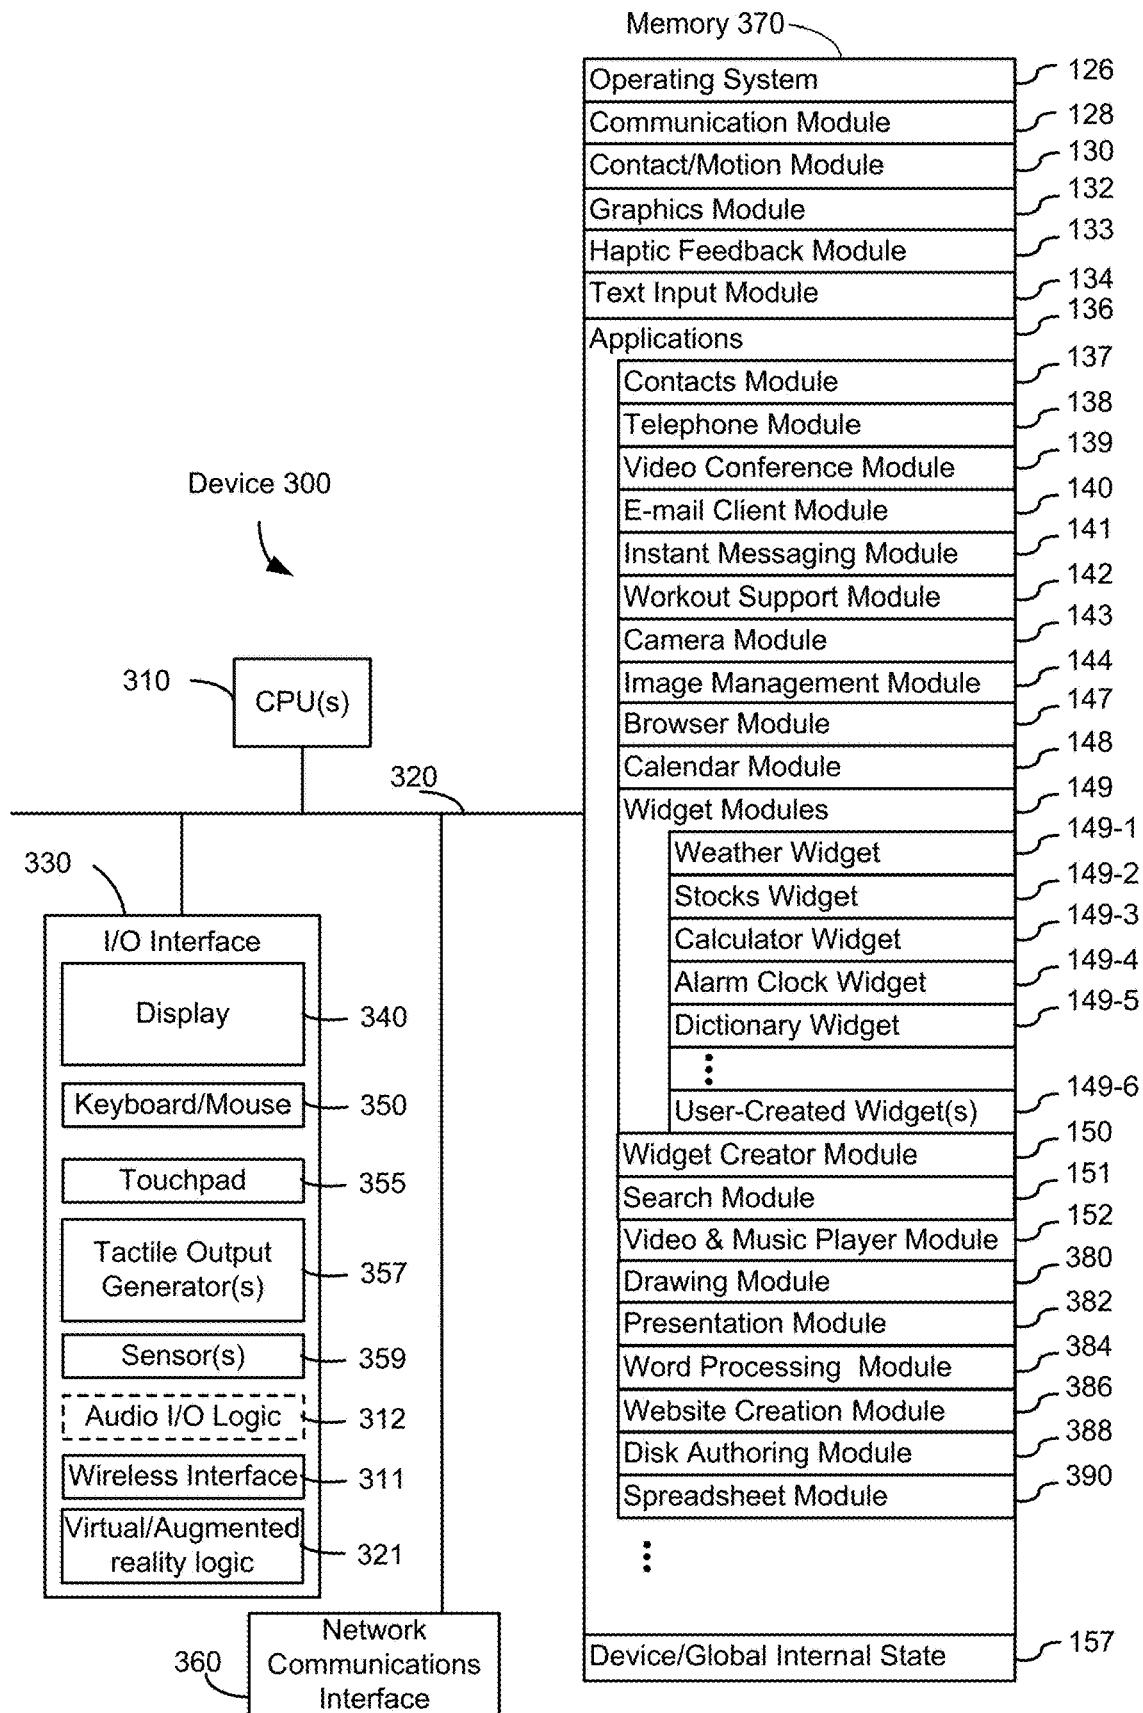 Memory 370
Operating System 126
Communication Module 128
Contact/Motion Module 130
Graphics Module 132
Haptic Feedback Module 133
Text Input Module 134
Applications 136
Contacts Module 137
Telephone Module 138
Video Conference Module 139
E-mail Client Module 140
Instant Messaging Module 141
Workout Support Module 142
Camera Module 143
Image Management Module 144
Browser Module 147
Calendar Module 148
Widget Modules 149
Weather Widget 149-1
Stocks Widget 149-2
Calculator Widget 149-3
Alarm Clock Widget 149-4
Dictionary Widget 149-5
User-Created Widget(s) 149-6
Widget Creator Module 150
Search Module 151
Video & Music Player Module 152
Drawing Module 380
Presentation Module 382
Word Processing Module 384
Website Creation Module 386
Disk Authoring Module 388
Spreadsheet Module 390
Device/Global Internal State 157
Device 300
310
CPU(s)
320
330
I/O Interface
Display 340
Keyboard/Mouse 350
Touchpad 355
Tactile Output
Generator(s) 357
Sensor(s) 359
Audio I/O Logic 312
Wireless Interface 311
Virtual/Augmented
reality logic 321
360
Network
Communications
Interface